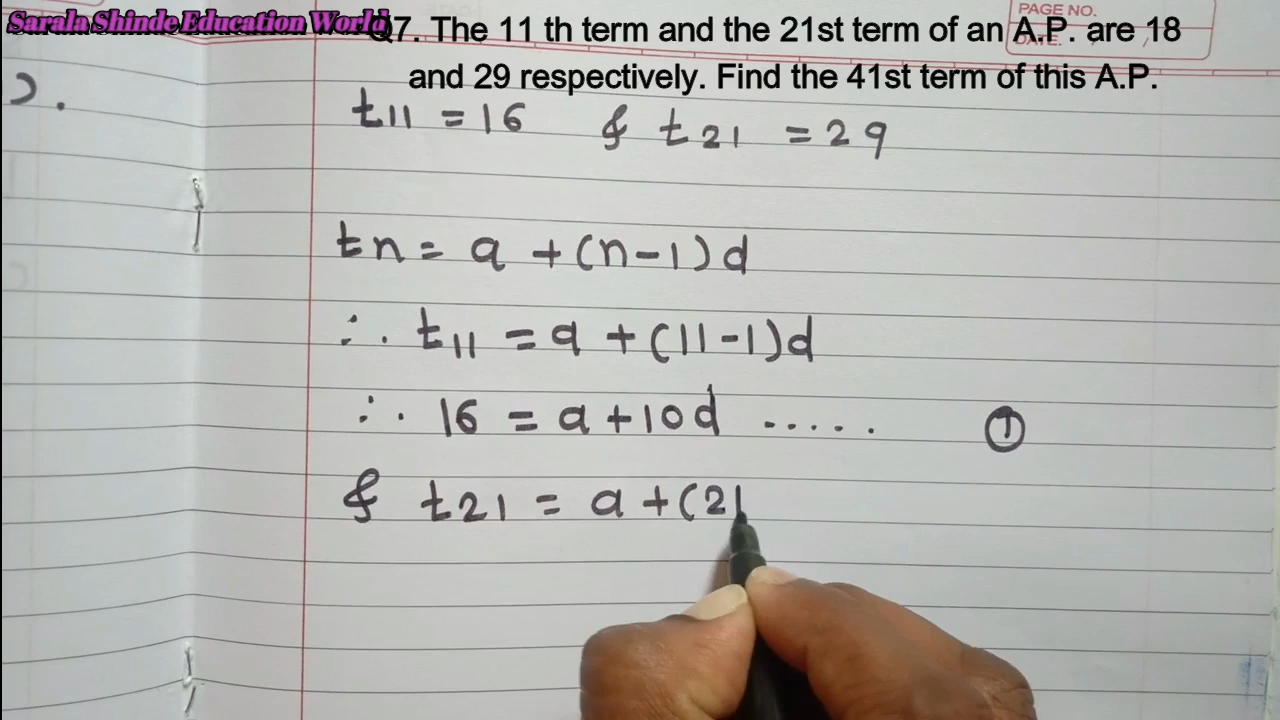 Sarala Shinde Education World
PAGE NO.
Q7. The 11 th term and the 21st term of an A.P. are 18
DATE.
and 29 respectively. Find the 41st term of this A.P.
t11 = 16 & t21 = 29
tn = a + (n-1)d
∴ t11 = a + (11-1)d
∴ 16 = a + 10d ..... ①
& t21 = a + (21